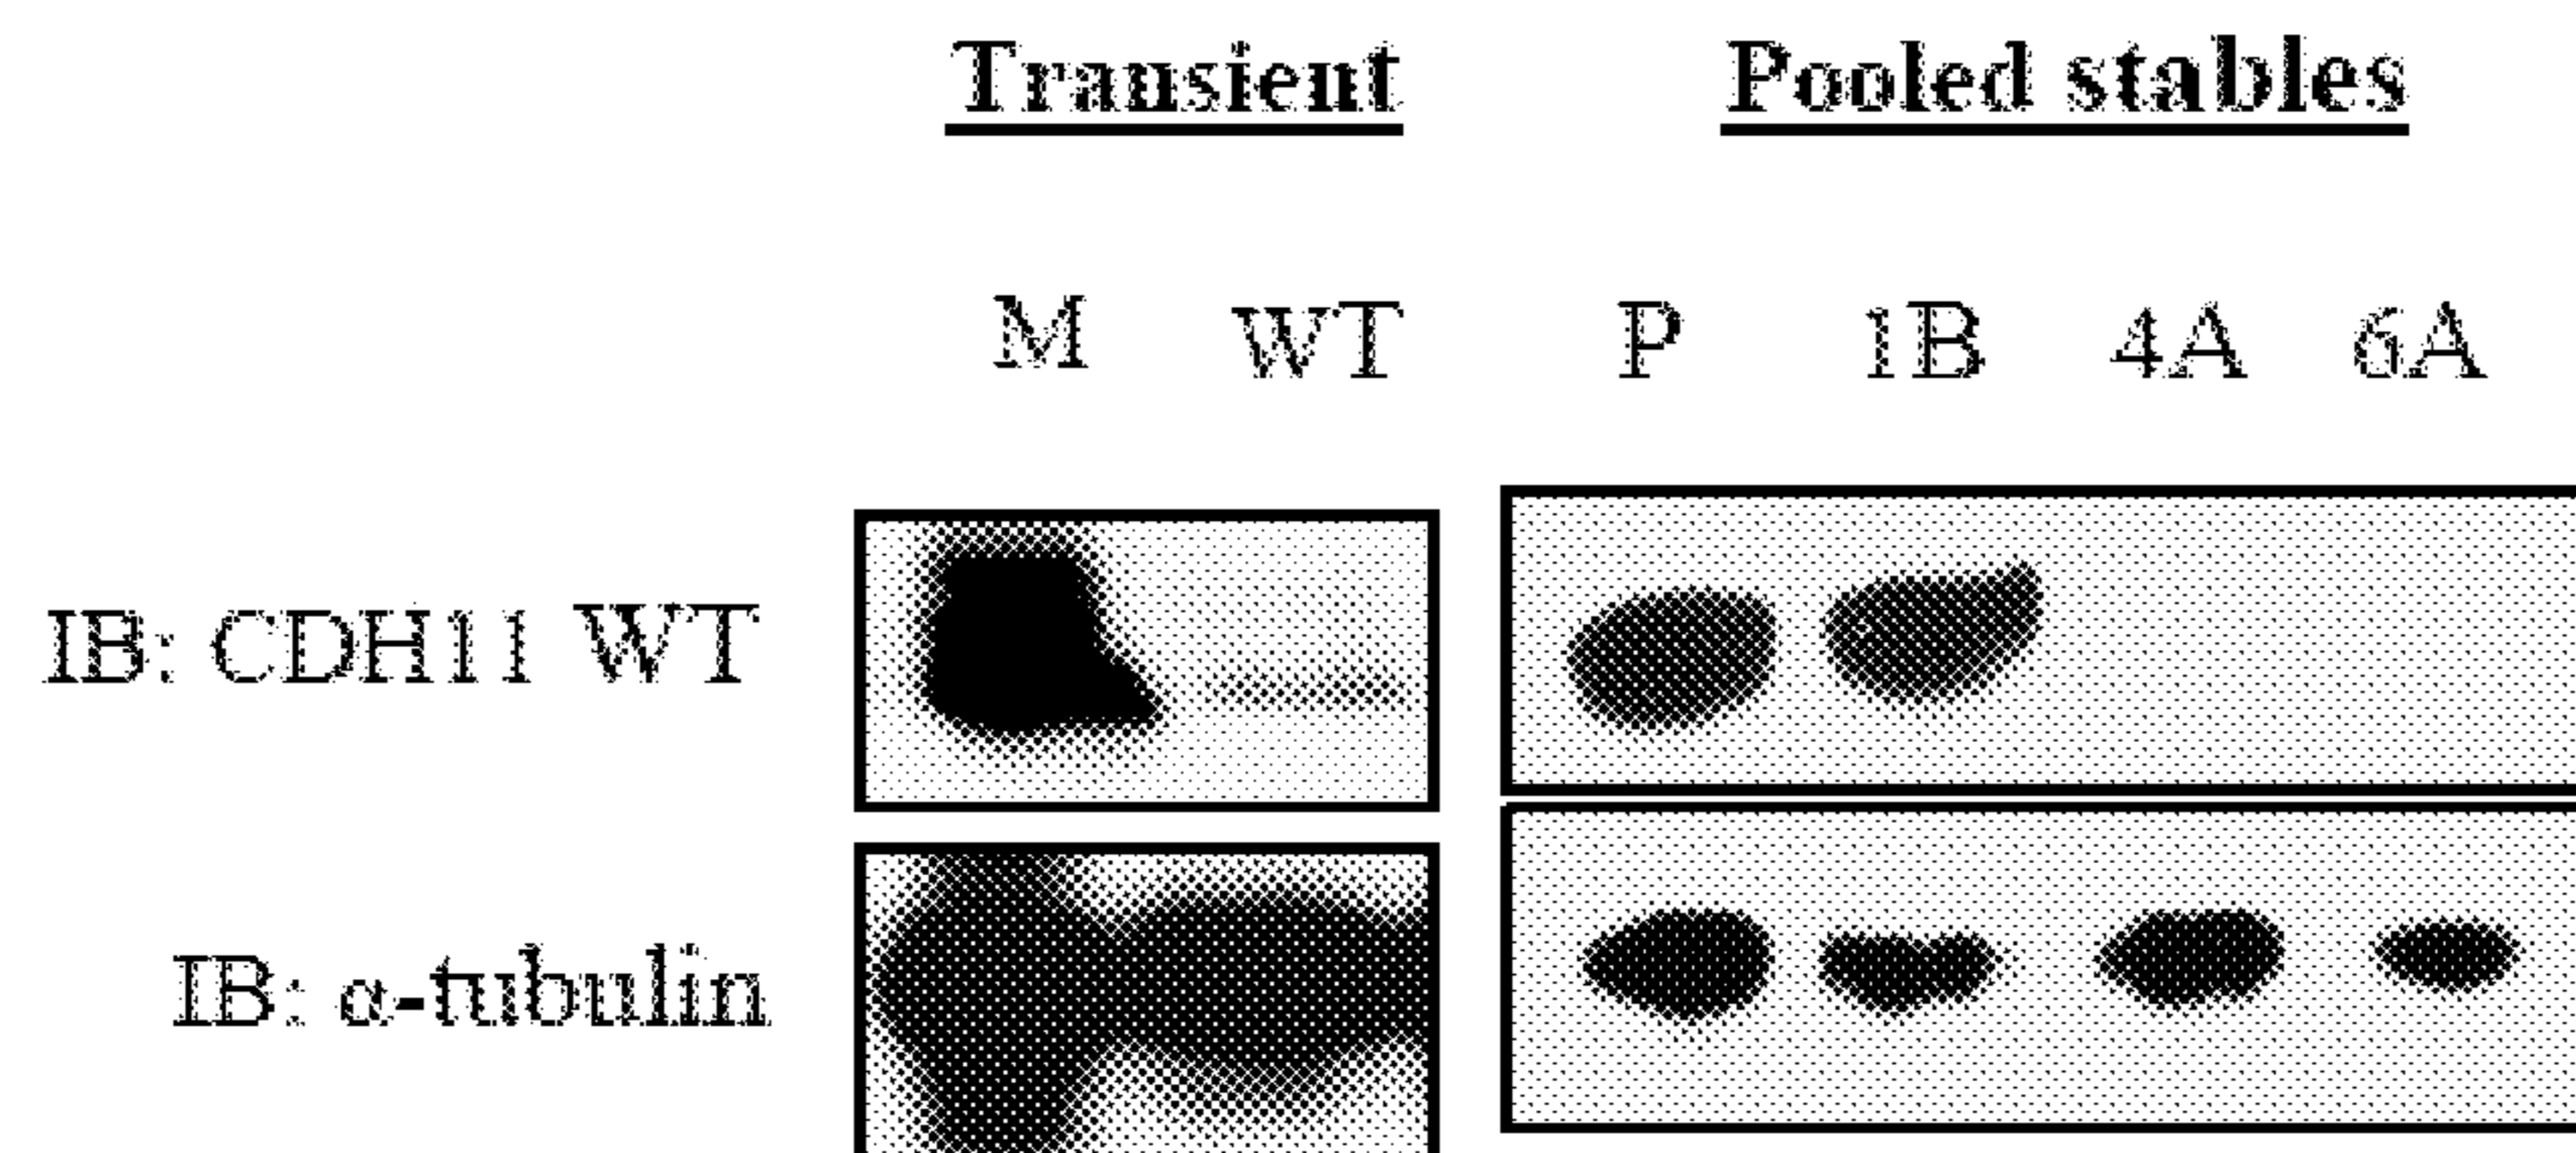 Transient Pooled stables
M WT P 1B 4A 6A
IB: CDH11 WT
IB: α-tubulin